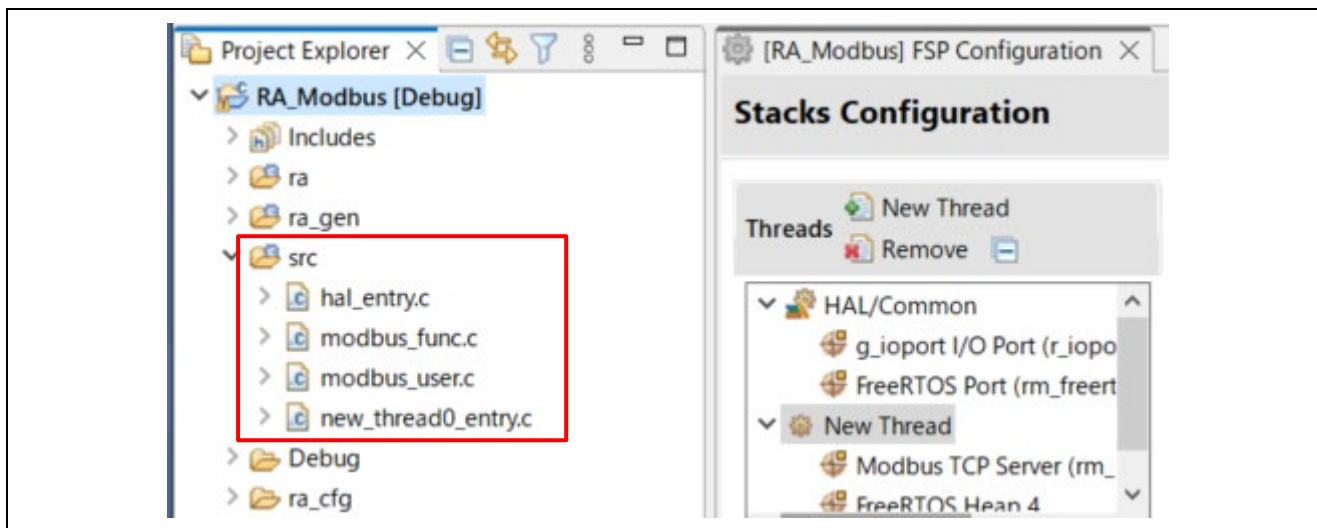 Project Explorer
RA_Modbus [Debug]
Includes
ra
ra_gen
src
hal_entry.c
modbus_func.c
modbus_user.c
new_thread0_entry.c
Debug
ra_cfg
[RA_Modbus] FSP Configuration
Stacks Configuration
Threads
New Thread
Remove
HAL/Common
g_ioport I/O Port (r_iopo
FreeRTOS Port (rm_freert
New Thread
Modbus TCP Server (rm_
FreeRTOS Heap 4